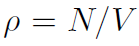 ρ = N/V